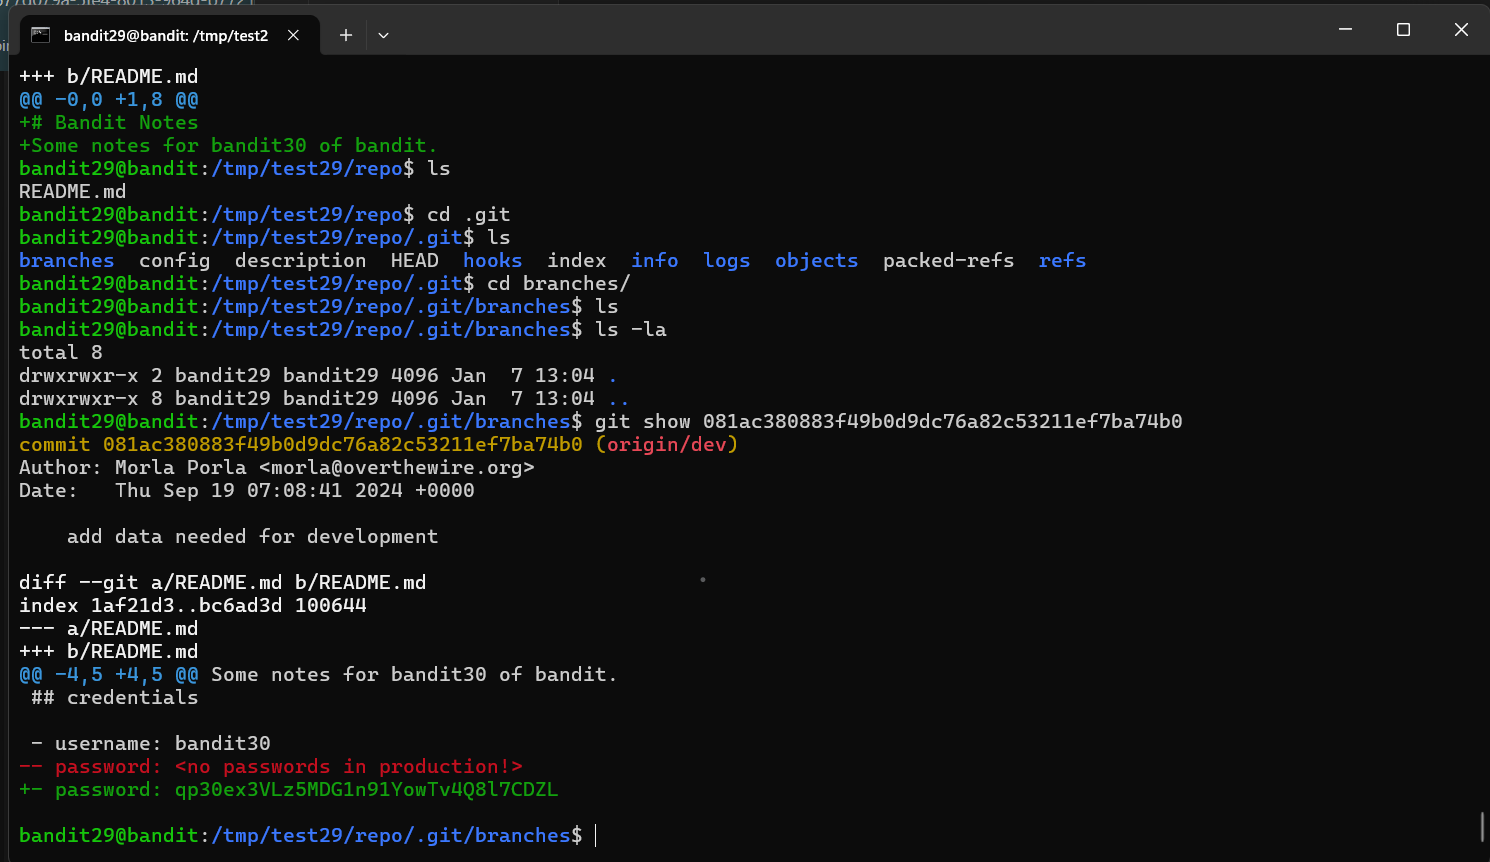 bandit29@bandit: /tmp/test2
+++ b/README.md
@@ -0,0 +1,8 @@
+# Bandit Notes
+Some notes for bandit30 of bandit.
bandit29@bandit:/tmp/test29/repo$ ls
README.md
bandit29@bandit:/tmp/test29/repo$ cd .git
bandit29@bandit:/tmp/test29/repo/.git$ ls
branches  config  description  HEAD  hooks  index  info  logs  objects  packed-refs  refs
bandit29@bandit:/tmp/test29/repo/.git$ cd branches/
bandit29@bandit:/tmp/test29/repo/.git/branches$ ls
bandit29@bandit:/tmp/test29/repo/.git/branches$ ls -la
total 8
drwxrwxr-x 2 bandit29 bandit29 4096 Jan  7 13:04 .
drwxrwxr-x 8 bandit29 bandit29 4096 Jan  7 13:04 ..
bandit29@bandit:/tmp/test29/repo/.git/branches$ git show 081ac380883f49b0d9dc76a82c53211ef7ba74b0
commit 081ac380883f49b0d9dc76a82c53211ef7ba74b0 (origin/dev)
Author: Morla Porla <morla@overthewire.org>
Date:   Thu Sep 19 07:08:41 2024 +0000
    add data needed for development
diff --git a/README.md b/README.md
index 1af21d3..bc6ad3d 100644
--- a/README.md
+++ b/README.md
@@ -4,5 +4,5 @@ Some notes for bandit30 of bandit.
 ## credentials
 - username: bandit30
-- password: <no passwords in production!>
+- password: qp30ex3VLz5MDG1n91YowTv4Q8l7CDZL
bandit29@bandit:/tmp/test29/repo/.git/branches$